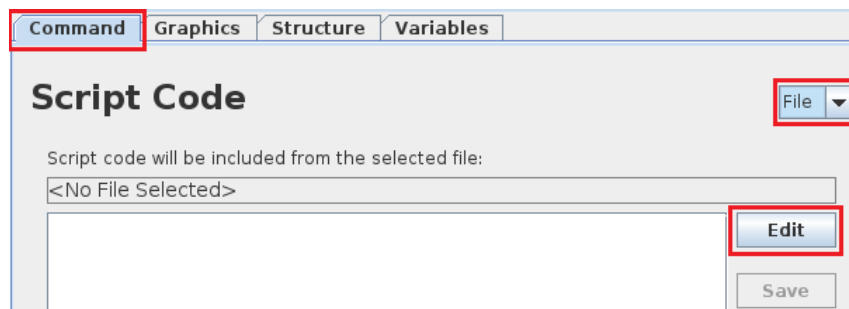 Command Graphics Structure Variables
Script Code
File
Script code will be included from the selected file:
<No File Selected>
Edit
Save